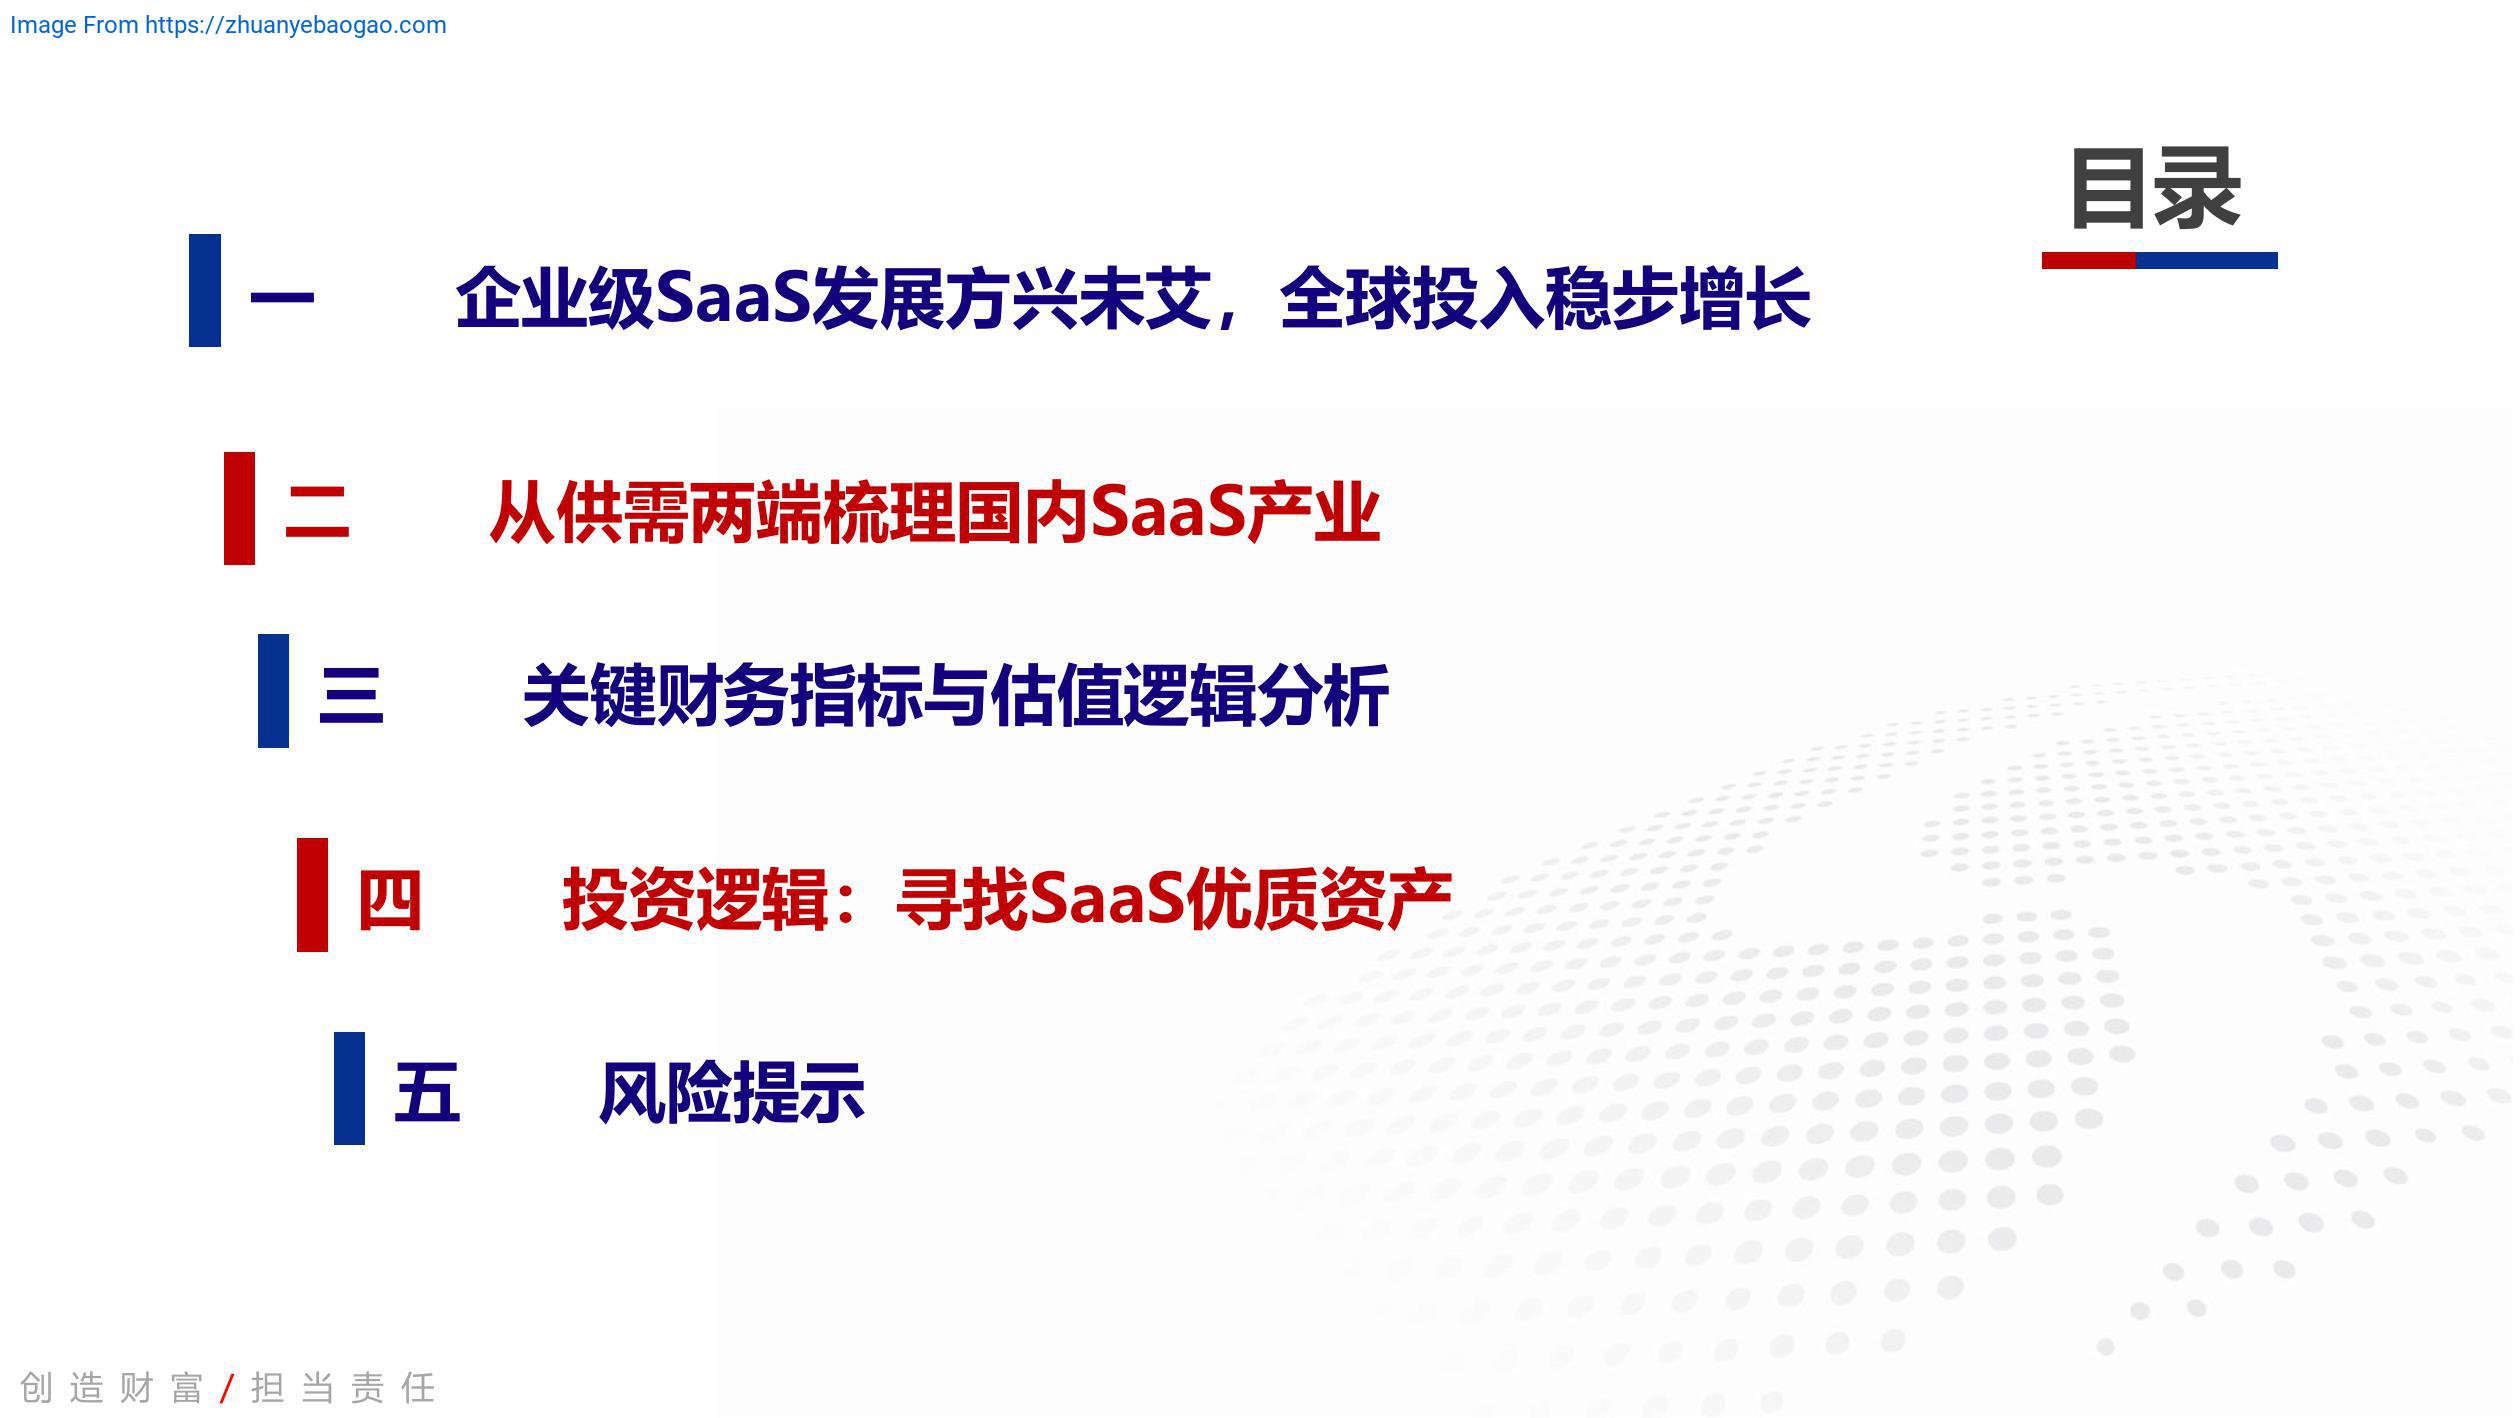 Image From https://zhuanyebaogao.com
目录
一 企业级SaaS发展方兴未艾，全球投入稳步增长
二 从供需两端梳理国内SaaS产业
三 关键财务指标与估值逻辑分析
四 投资逻辑：寻找SaaS优质资产
五 风险提示
创造财富/担当责任